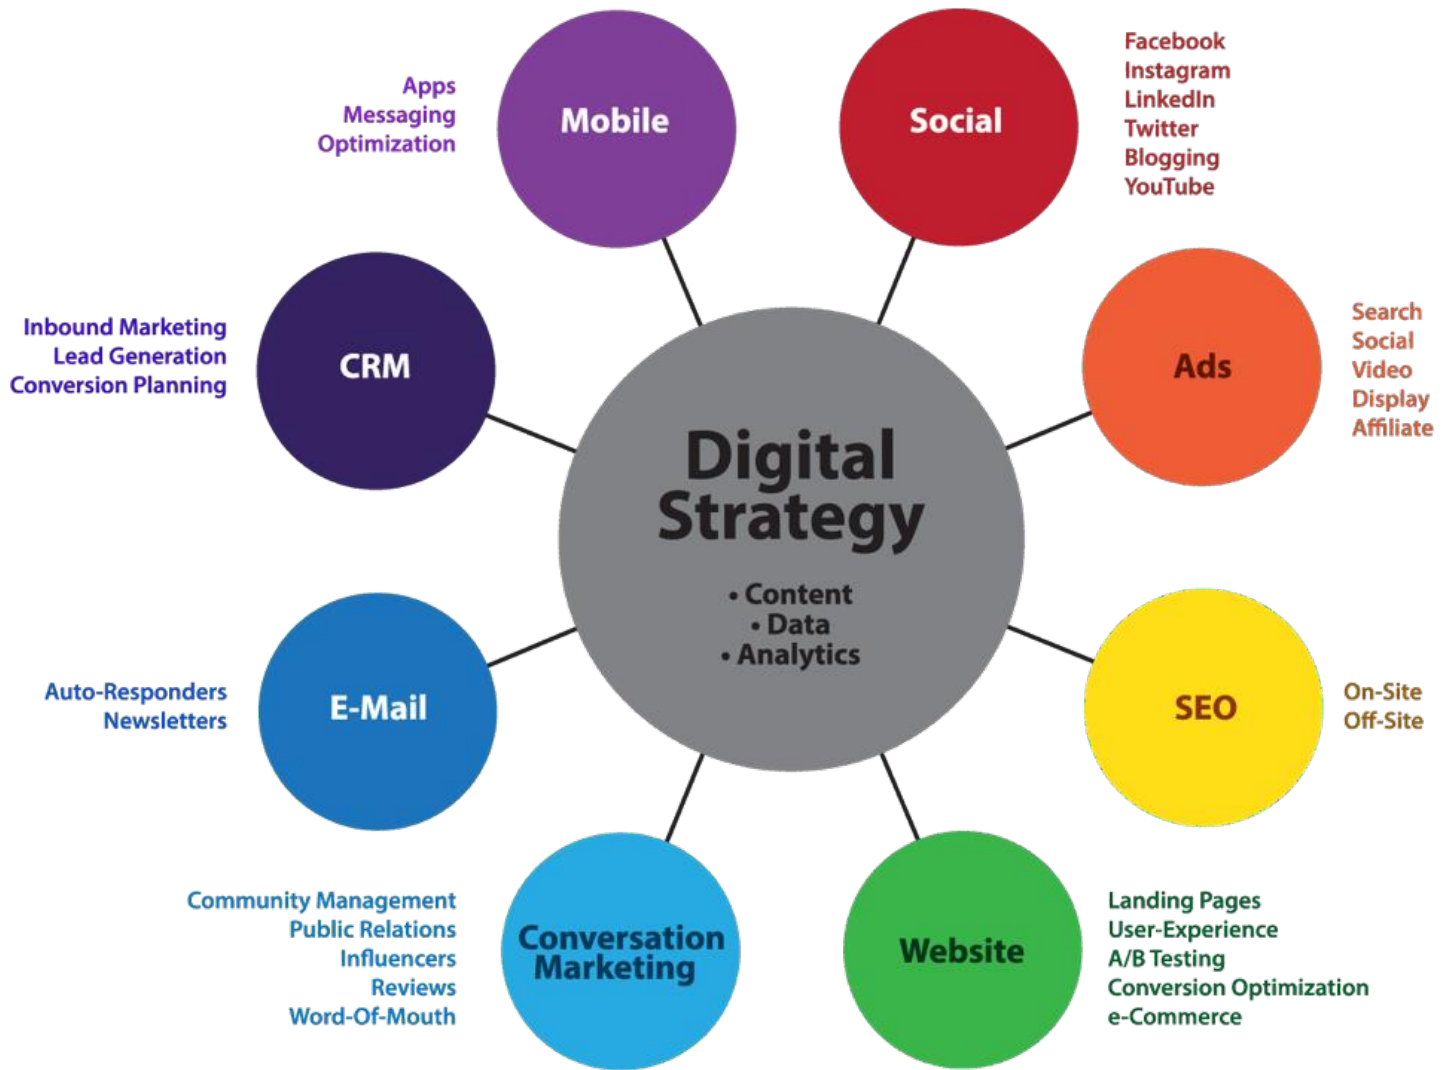 Apps
Messaging
Optimization
Mobile
Social
Facebook
Instagram
LinkedIn
Twitter
Blogging
YouTube
Inbound Marketing
Lead Generation
Conversion Planning
CRM
Ads
Search
Social
Video
Display
Affiliate
Digital
Strategy
• Content
• Data
• Analytics
Auto-Responders
Newsletters
E-Mail
SEO
On-Site
Off-Site
Community Management
Public Relations
Influencers
Reviews
Word-Of-Mouth
Conversation
Marketing
Website
Landing Pages
User-Experience
A/B Testing
Conversion Optimization
e-Commerce